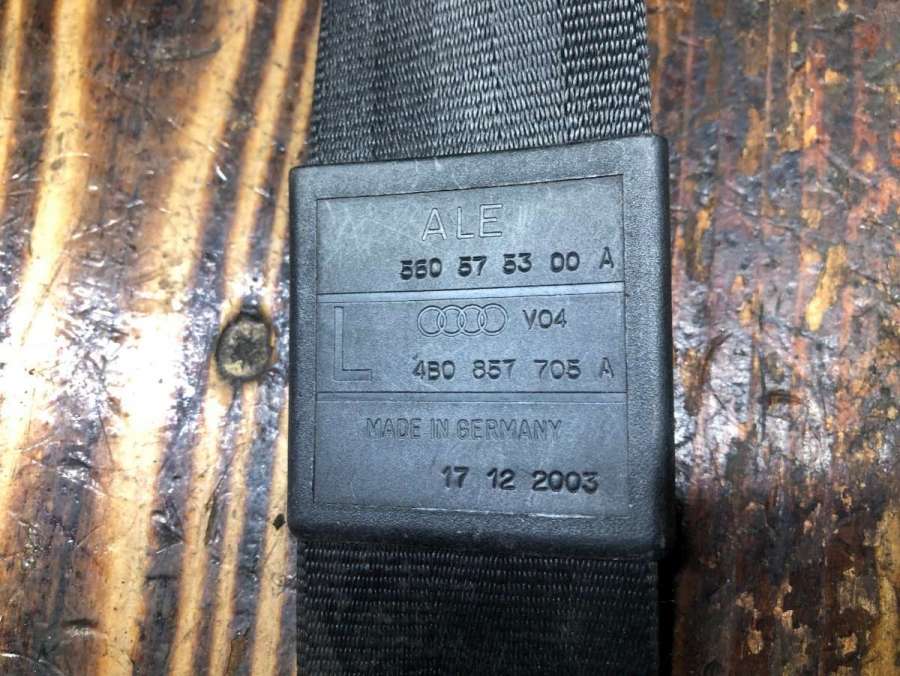 ALE
560 57 53 00 A
L
V04
4B0 857 705 A
MADE IN GERMANY
17 12 2003